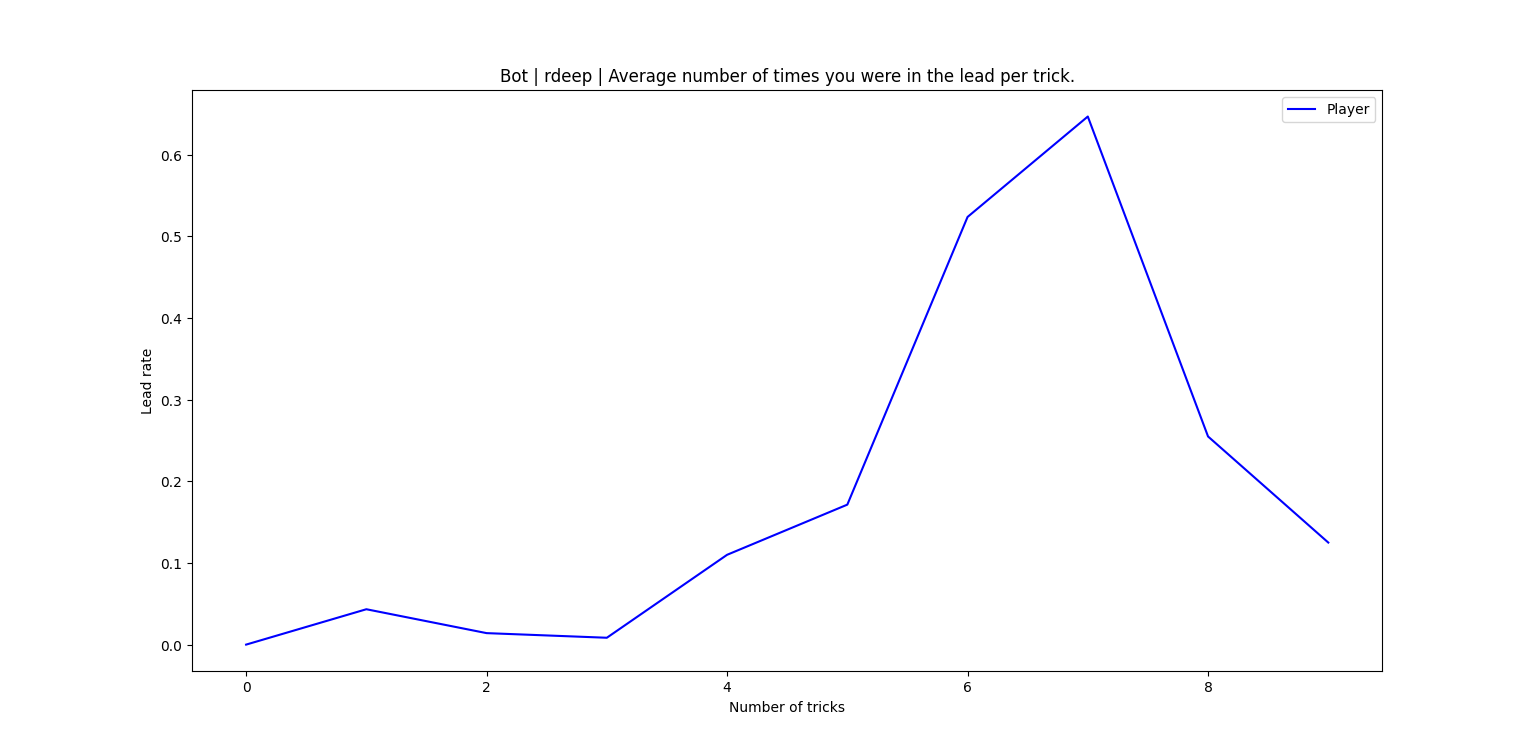 Bot | rdeep | Average number of times you were in the lead per trick.
Player
0.6
0.5
0.4
0.3
0.2
0.1
0.0
Lead rate
0 2 4 6 8
Number of tricks